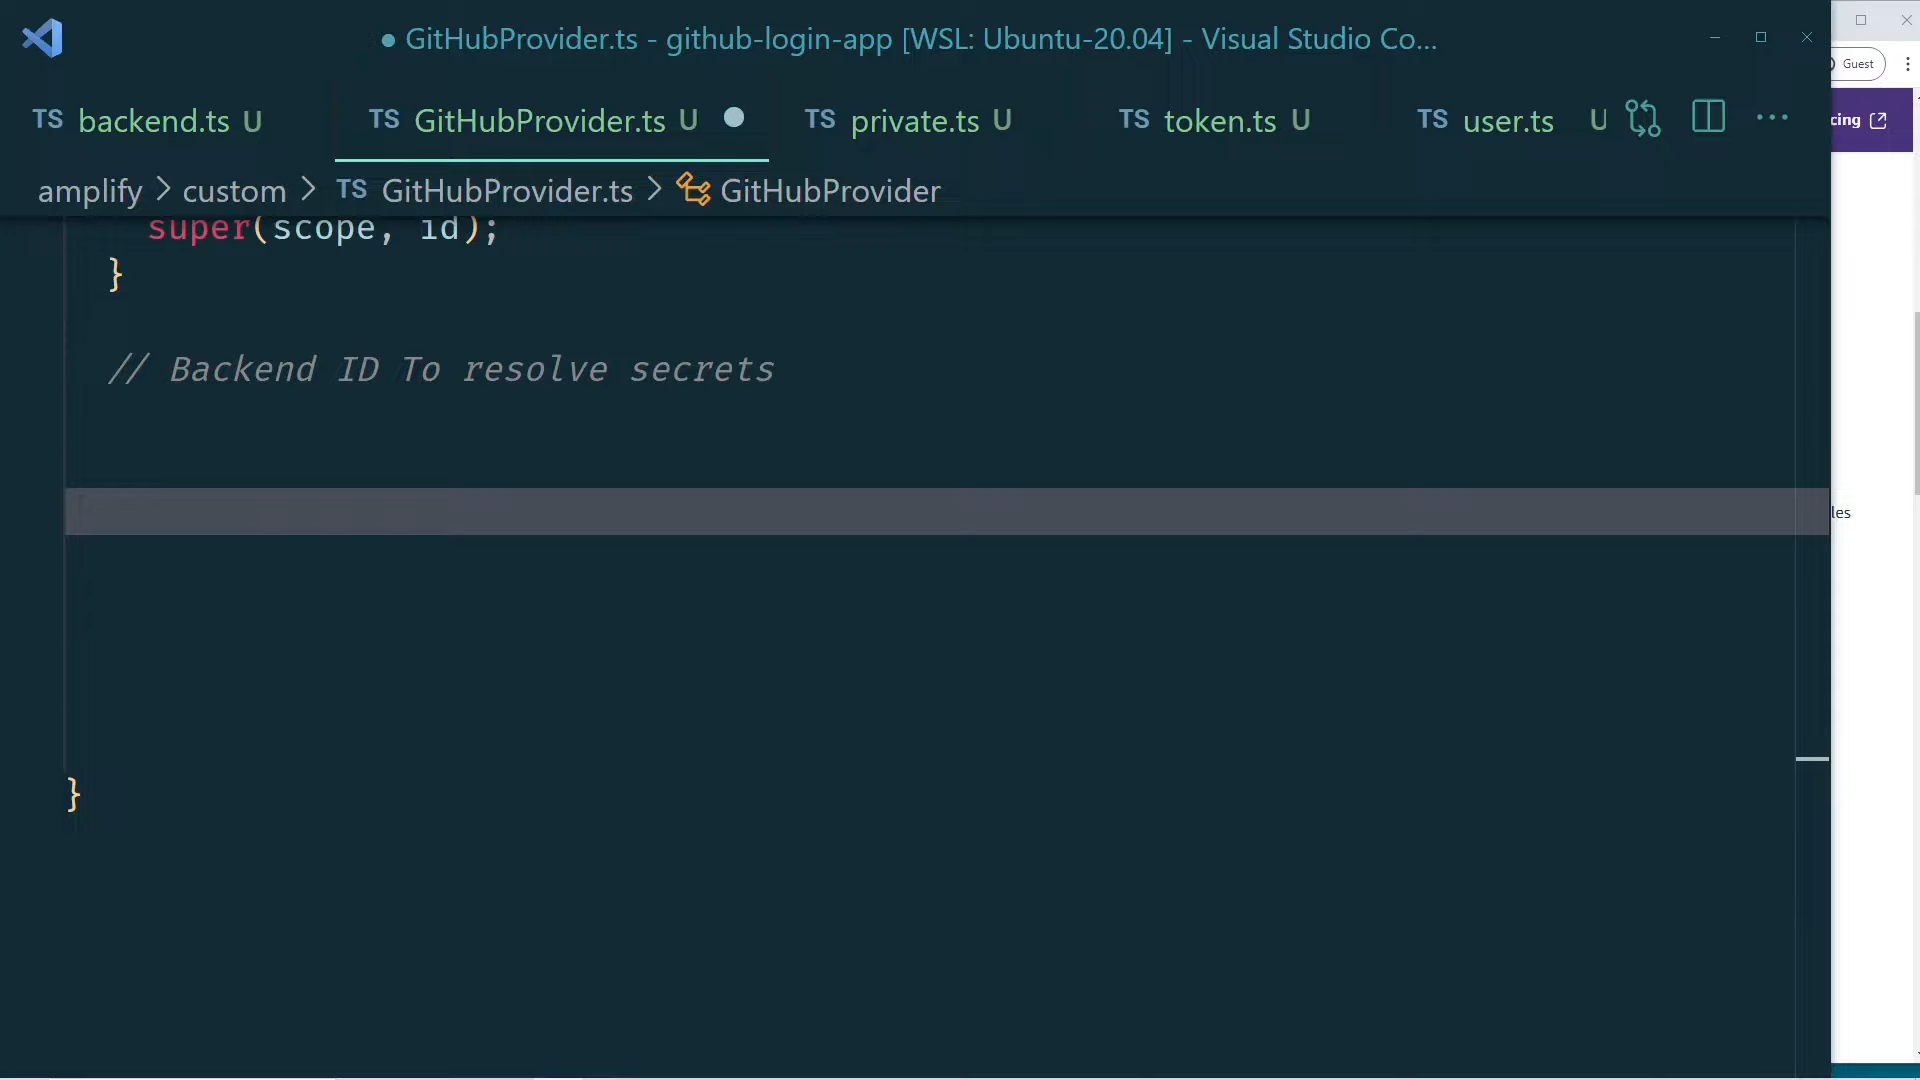 ● GitHubProvider.ts - github-login-app [WSL: Ubuntu-20.04] - Visual Studio Co...
Guest
TS backend.ts U TS GitHubProvider.ts U TS private.ts U TS token.ts U TS user.ts U
cing
amplify > custom > TS GitHubProvider.ts > GitHubProvider
super(scope, id);
}
// Backend ID To resolve secrets
les
}